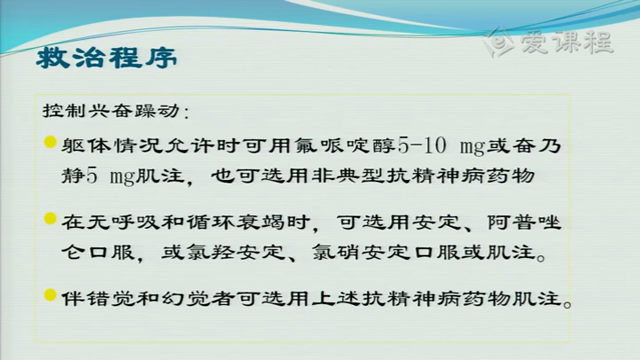 爱课程
救治程序
控制兴奋躁动：
躯体情况允许时可用氟哌啶醇5-10 mg或奋乃
静5 mg肌注，也可选用非典型抗精神病药物
在无呼吸和循环衰竭时，可选用安定、阿普唑
仑口服，或氯羟安定、氯硝安定口服或肌注。
伴错觉和幻觉者可选用上述抗精神病药物肌注。